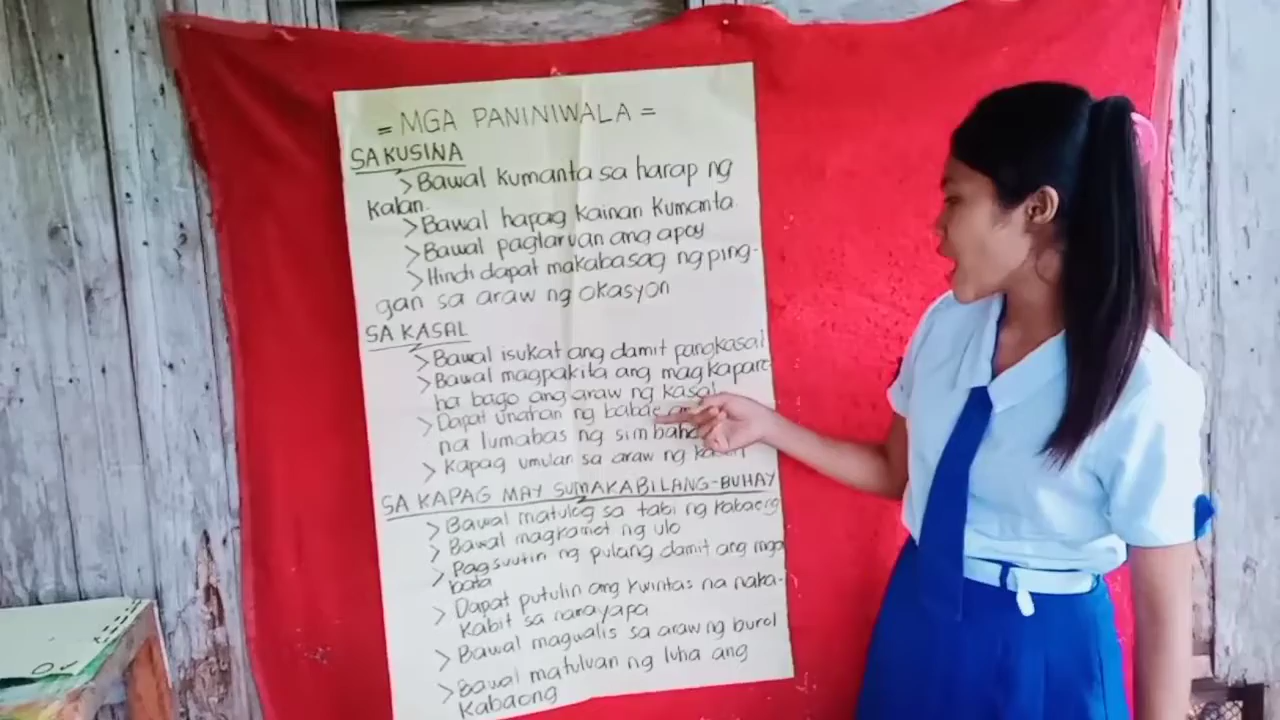 = MGA PANINIWALA =
SA KUSINA
> Bawal kumanta sa harap ng
kalan.
> Bawal hapag kainan kumanta
> Bawal paglaruan ang apoy
> Hindi dapat makabasag ng ping-
gan sa araw ng okasyon
SA KASAL
> Bawal isukat ang damit pangkasal
> Bawal magpakita ang magkapare-
ha bago ang araw ng kasal
> Dapat unahan ng babae
na lumabas ng simbaha
> Kapag umulan sa araw ng kasal
SA KAPAG MAY SUMAKABILANG-BUHAY
> Bawal matulog sa tabi ng kabaong
> Bawal magkamot ng ulo
> Pagsuutin ng pulang damit ang mga
bata
> Dapat putulin ang kwintas na naka-
kabit sa namayapa
> Bawal magwalis sa araw ng burol
> Bawal matuluan ng luha ang
kabaong